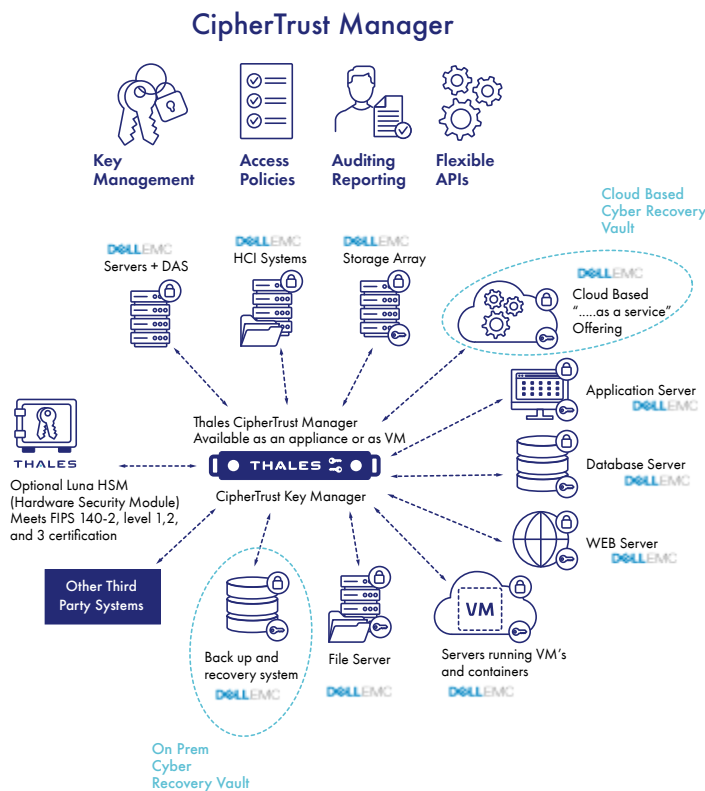 CipherTrust Manager
Key
Management
Access
Policies
Auditing
Reporting
Flexible
APIs
Cloud Based
Cyber Recovery
Vault
DELLEMC
Servers + DAS
DELLEMC
HCI Systems
DELLEMC
Storage Array
DELLEMC
Cloud Based
“.....as a service”
Offering
Application Server
DELLEMC
Database Server
DELLEMC
WEB Server
DELLEMC
Thales CipherTrust Manager
Available as an appliance or as VM
THALES
CipherTrust Key Manager
THALES
Optional Luna HSM
(Hardware Security Module)
Meets FIPS 140-2, level 1,2,
and 3 certification
Other Third
Party Systems
Back up and
recovery system
DELLEMC
File Server
DELLEMC
VM
Servers running VM’s
and containers
DELLEMC
On Prem
Cyber
Recovery Vault